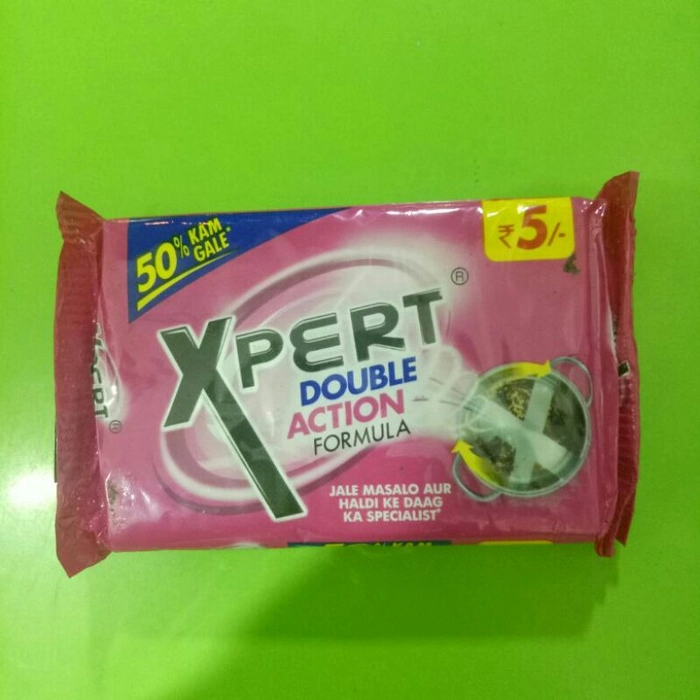 50% KAM
GALE*
₹5/-
XPERT®
DOUBLE
ACTION
FORMULA
JALE MASALO AUR
HALDI KE DAAG
KA SPECIALIST*